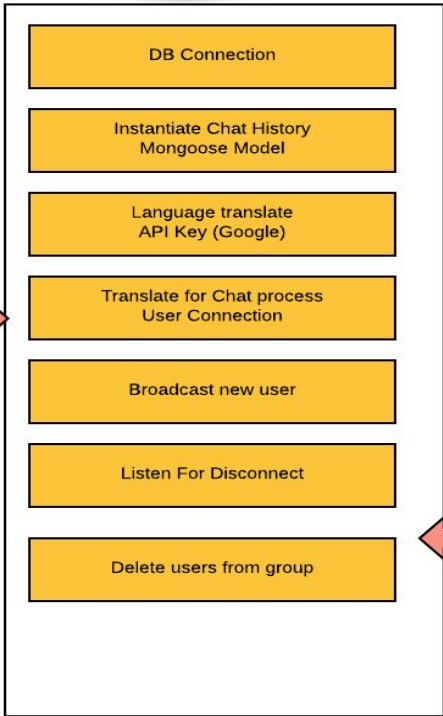 DB Connection
Instantiate Chat History
Mongoose Model
Language translate
API Key (Google)
Translate for Chat process
User Connection
Broadcast new user
Listen For Disconnect
Delete users from group